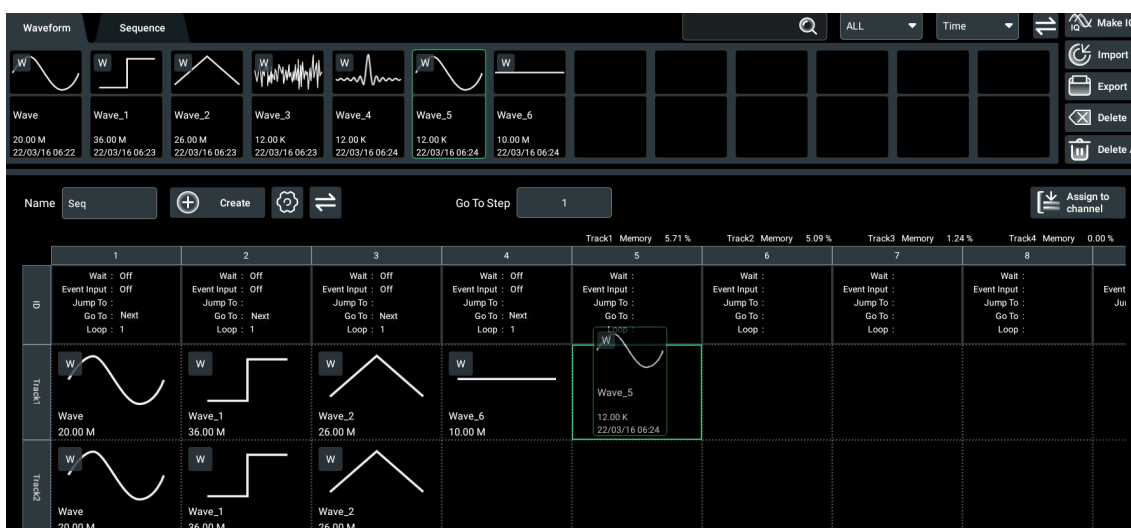 Waveform Sequence ALL Time Make IQ
Import
Export
Delete
Delete
W W W W W W W
Wave Wave_1 Wave_2 Wave_3 Wave_4 Wave_5 Wave_6
20.00 M 36.00 M 26.00 M 12.00 K 12.00 K 12.00 K 10.00 M
22/03/16 06:22 22/03/16 06:23 22/03/16 06:23 22/03/16 06:23 22/03/16 06:24 22/03/16 06:24 22/03/16 06:24
Name Seq Create Go To Step 1 Assign to channel
Track1 Memory 5.71 % Track2 Memory 5.09 % Track3 Memory 1.24 % Track4 Memory 0.00 %
1 2 3 4 5 6 7 8
ID
Wait : Off Wait : Off Wait : Off Wait : Off Wait : Wait : Wait : Wait :
Event Input : Off Event Input : Off Event Input : Off Event Input : Off Event Input : Event Input : Event Input : Event Input : Event
Jump To : Jump To : Jump To : Jump To : Jump To : Jump To : Jump To : Jump To :
Go To : Next Go To : Next Go To : Next Go To : Next Go To : Go To : Go To : Go To :
Loop : 1 Loop : 1 Loop : 1 Loop : 1 Loop : Loop : Loop : Loop :
Track1
W W W W W
Wave_5
Wave Wave_1 Wave_2 Wave_6 12.00 K
20.00 M 36.00 M 26.00 M 10.00 M 22/03/16 06:24
Track2
W W W
Wave Wave_1 Wave_2
20.00 M 36.00 M 26.00 M